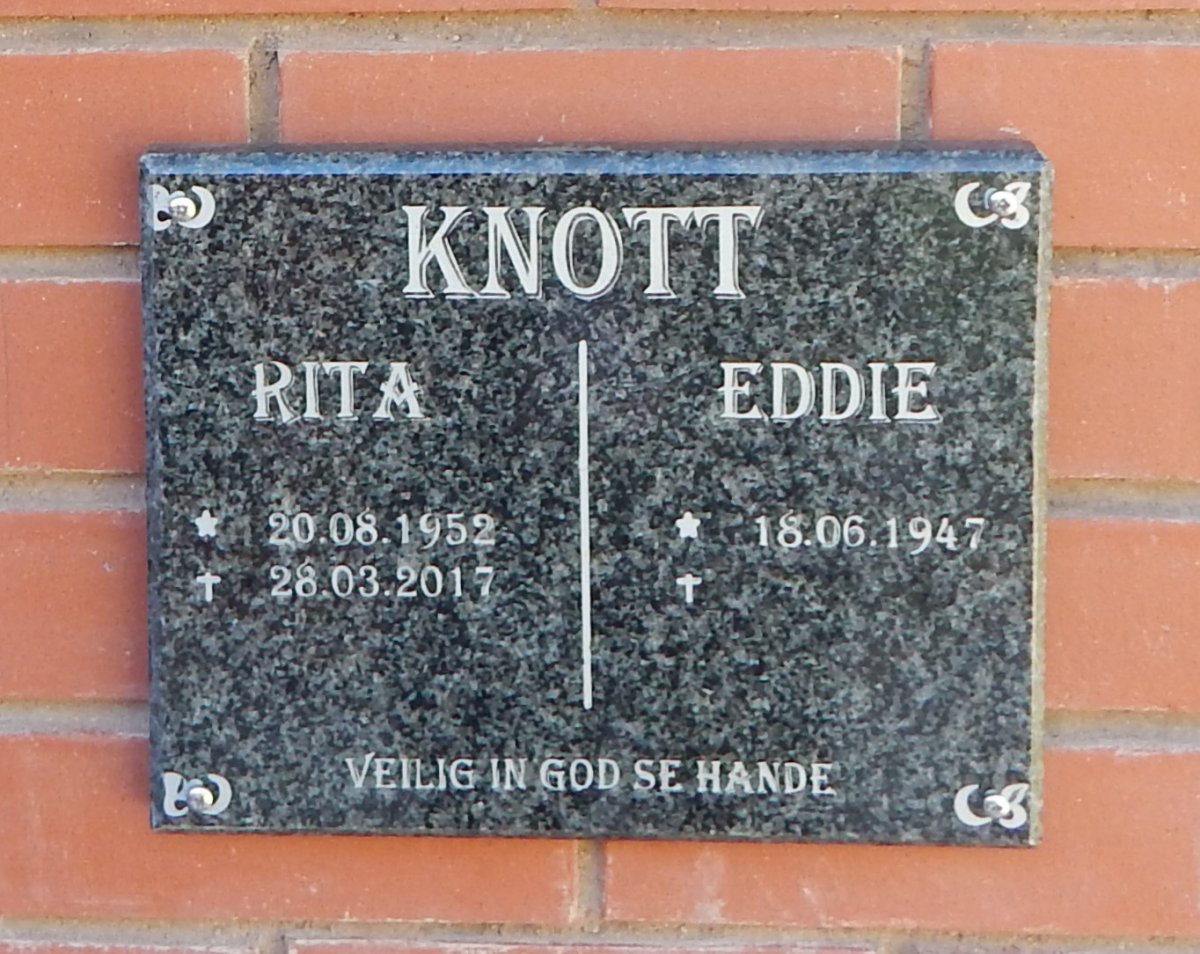 KNOTT
RITA
★ 20.08.1952
✝ 28.03.2017
EDDIE
★ 18.06.1947
✝
VEILIG IN GOD SE HANDE